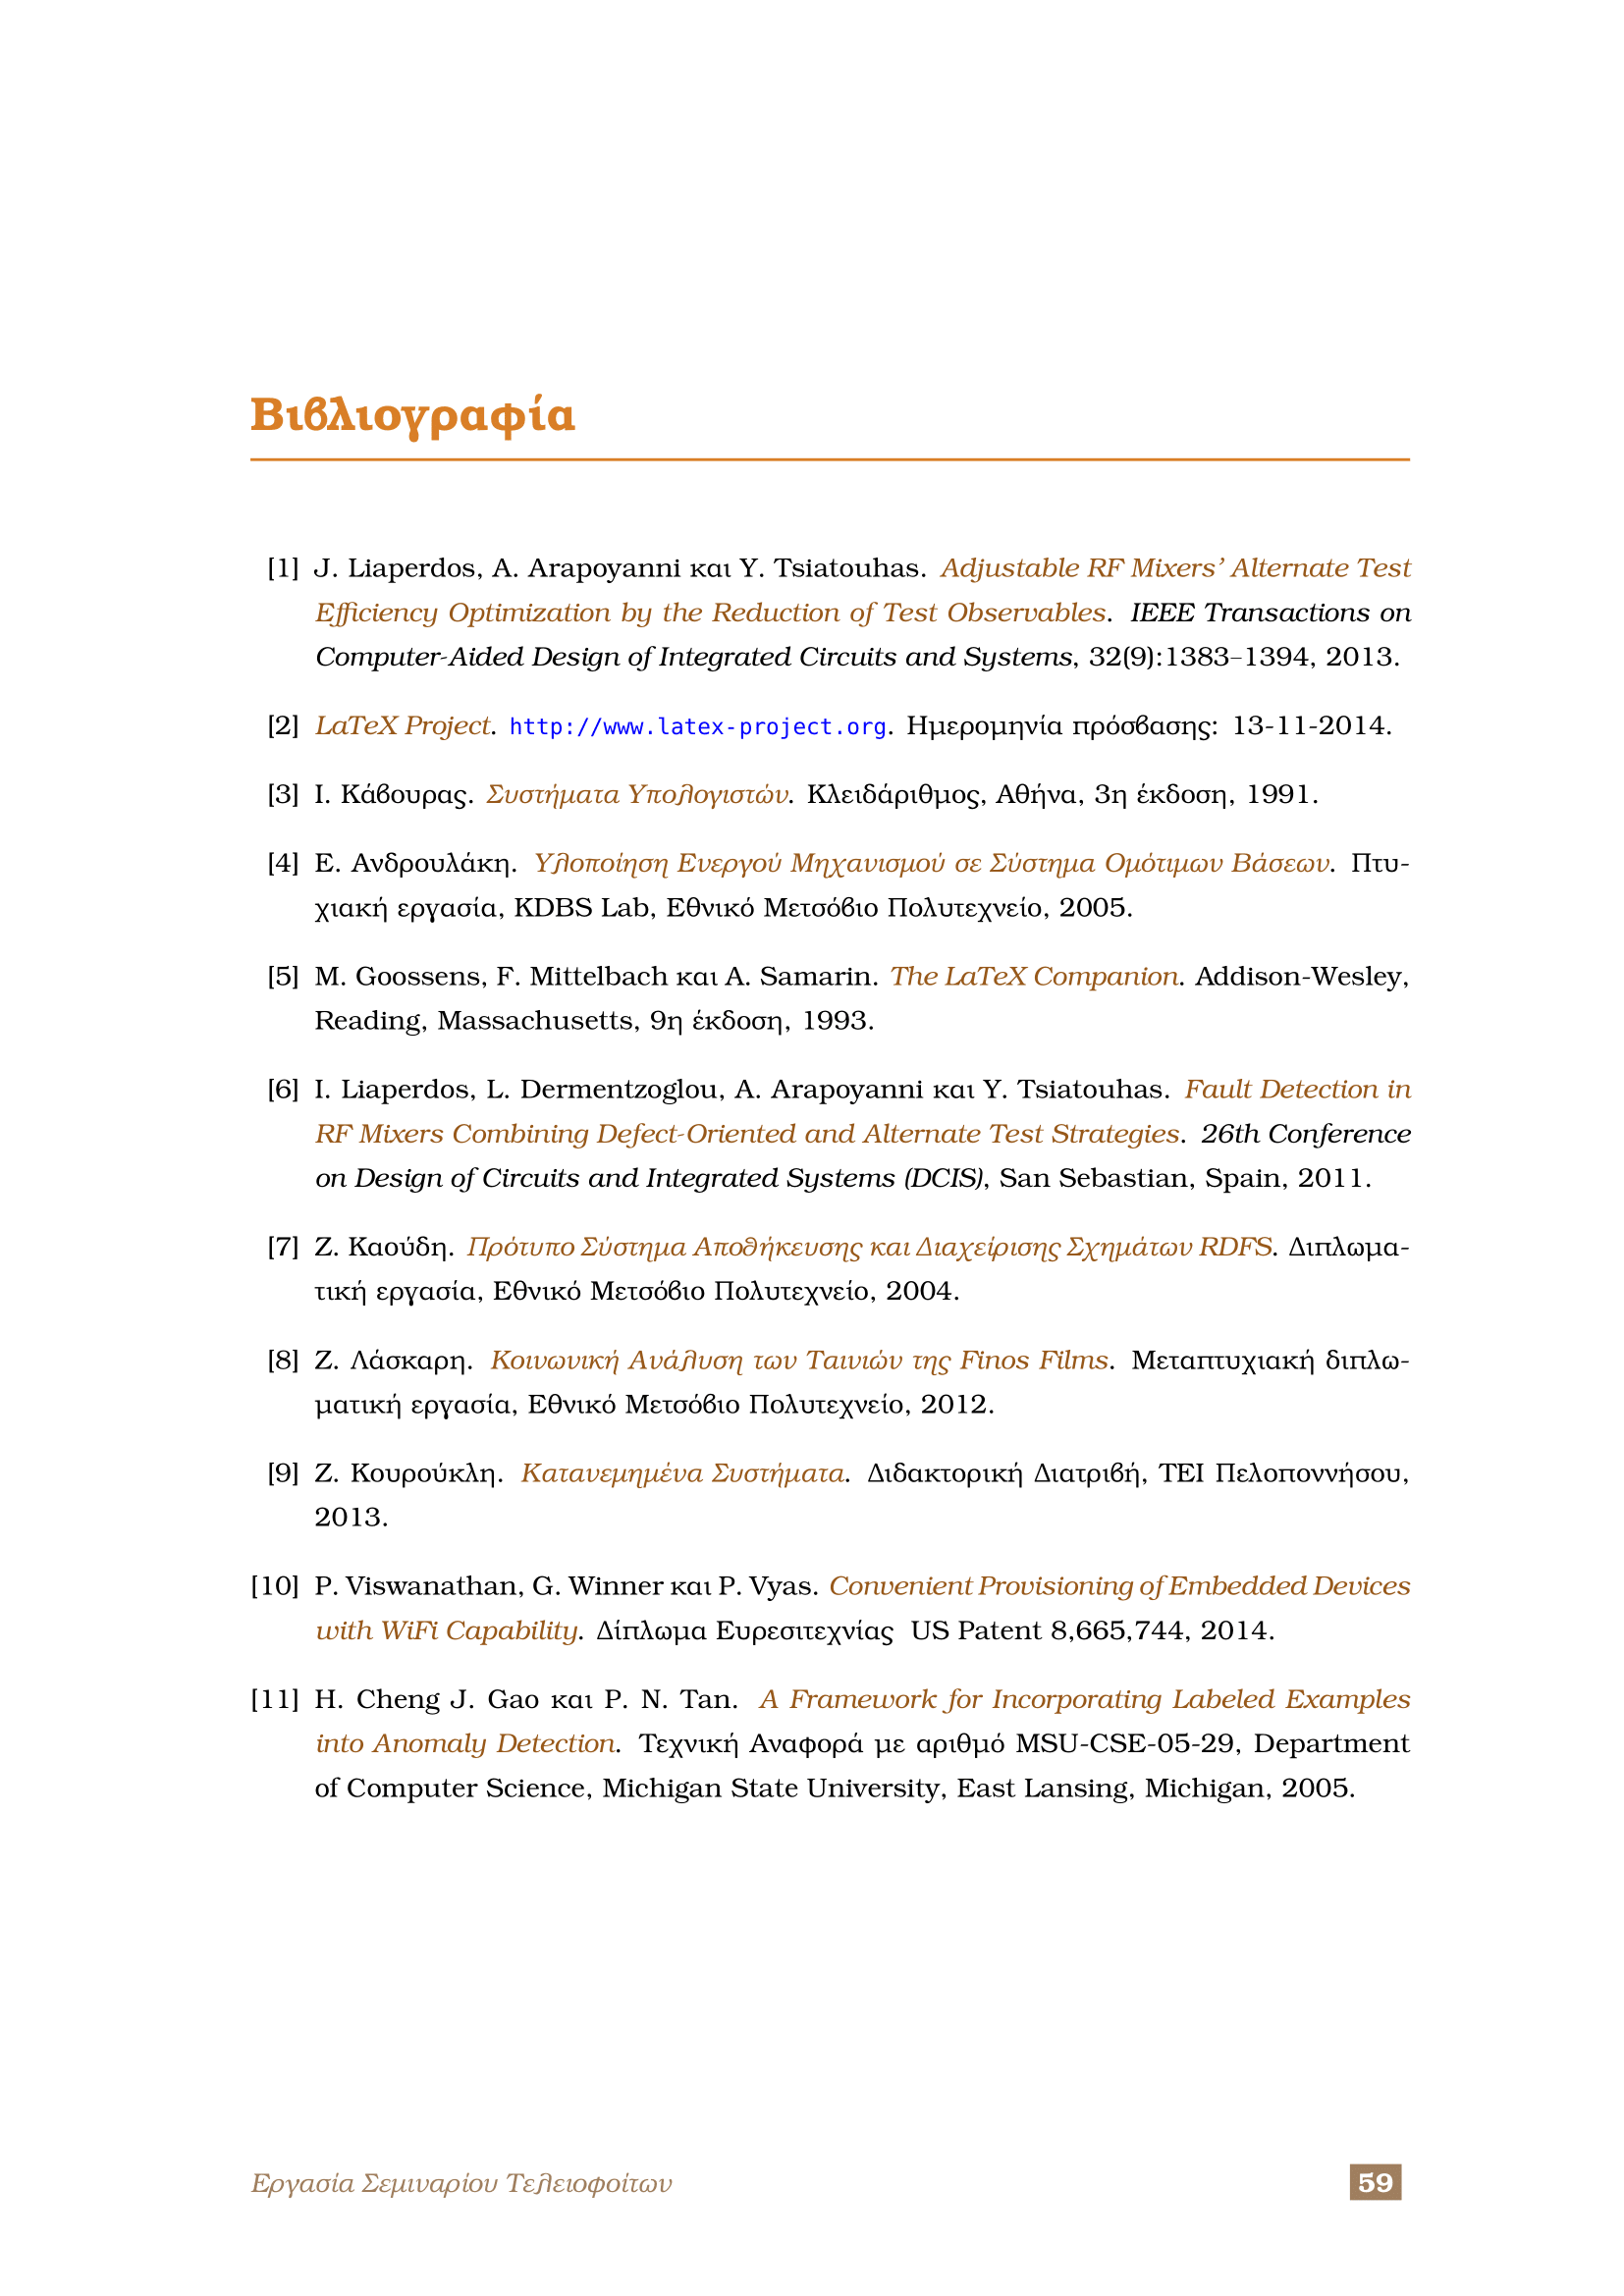 Βιβλιογραφία
[1] J. Liaperdos, A. Arapoyanni και Y. Tsiatouhas. Adjustable RF Mixers’ Alternate Test
Efficiency Optimization by the Reduction of Test Observables. IEEE Transactions on
Computer-Aided Design of Integrated Circuits and Systems, 32(9):1383–1394, 2013.
[2] LaTeX Project. http://www.latex-project.org. Ημερομηνία πρόσβασης: 13-11-2014.
[3] Ι. Κάβουρας. Συστήματα Υπολογιστών. Κλειδάριθμος, Αθήνα, 3η έκδοση, 1991.
[4] Ε. Ανδρουλάκη. Υλοποίηση Ενεργού Μηχανισμού σε Σύστημα Ομότιμων Βάσεων. Πτυ-
χιακή εργασία, KDBS Lab, Εθνικό Μετσόβιο Πολυτεχνείο, 2005.
[5] M. Goossens, F. Mittelbach και A. Samarin. The LaTeX Companion. Addison-Wesley,
Reading, Massachusetts, 9η έκδοση, 1993.
[6] I. Liaperdos, L. Dermentzoglou, A. Arapoyanni και Y. Tsiatouhas. Fault Detection in
RF Mixers Combining Defect-Oriented and Alternate Test Strategies. 26th Conference
on Design of Circuits and Integrated Systems (DCIS), San Sebastian, Spain, 2011.
[7] Ζ. Καούδη. Πρότυπο Σύστημα Αποθήκευσης και Διαχείρισης Σχημάτων RDFS. Διπλωμα-
τική εργασία, Εθνικό Μετσόβιο Πολυτεχνείο, 2004.
[8] Ζ. Λάσκαρη. Κοινωνική Ανάλυση των Ταινιών της Finos Films. Μεταπτυχιακή διπλω-
ματική εργασία, Εθνικό Μετσόβιο Πολυτεχνείο, 2012.
[9] Ζ. Κουρούκλη. Κατανεμημένα Συστήματα. Διδακτορική Διατριβή, ΤΕΙ Πελοποννήσου,
2013.
[10] P. Viswanathan, G. Winner και P. Vyas. Convenient Provisioning of Embedded Devices
with WiFi Capability. Δίπλωμα Ευρεσιτεχνίας US Patent 8,665,744, 2014.
[11] H. Cheng J. Gao και P. N. Tan. A Framework for Incorporating Labeled Examples
into Anomaly Detection. Τεχνική Αναφορά με αριθμό MSU-CSE-05-29, Department
of Computer Science, Michigan State University, East Lansing, Michigan, 2005.
Εργασία Σεμιναρίου Τελειοφοίτων 59